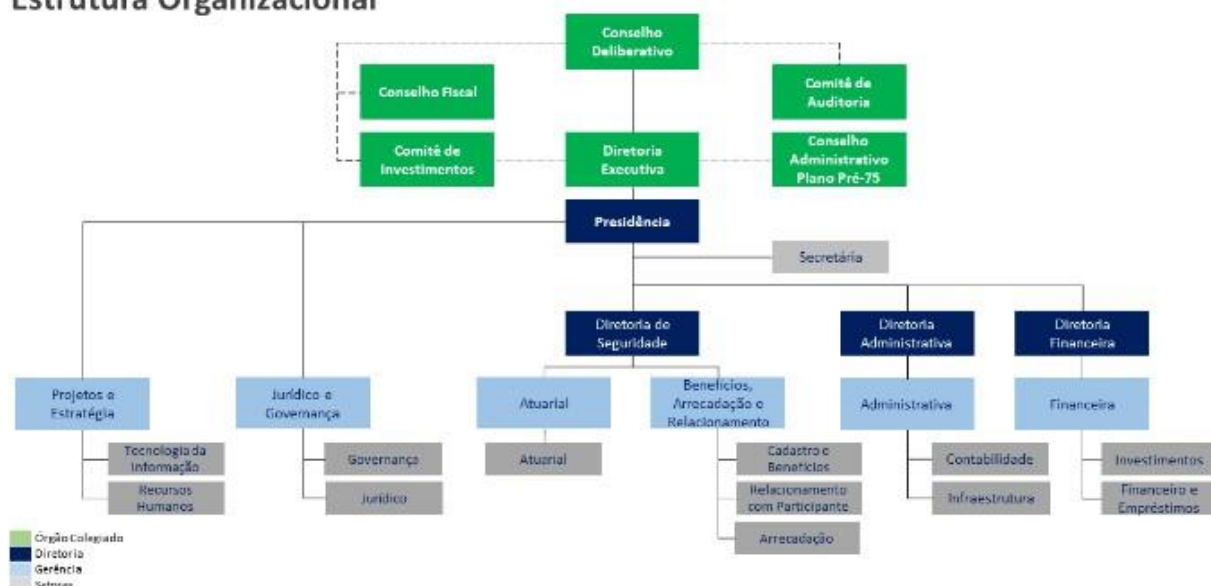 Estrutura Organizacional
Conselho
Deliberativo
Conselho Fiscal
Comitê de
Auditoria
Comitê de
Investimentos
Diretoria
Executiva
Conselho
Administrativo
Plano Pré-75
Presidência
Secretária
Diretoria de
Seguridade
Diretoria
Administrativa
Diretoria
Financeira
Projetos e
Estratégia
Jurídico e
Governança
Atuarial
Benefícios,
Arrecadação e
Relacionamento
Administrativa
Financeira
Tecnologia da
Informação
Governança
Atuarial
Cadastro e
Benefícios
Contabilidade
Investimentos
Recursos
Humanos
Jurídico
Relacionamento
com Participante
Infraestrutura
Financeiro e
Empréstimos
Arrecadação
Órgão Colegiado
Diretoria
Gerência
Setores